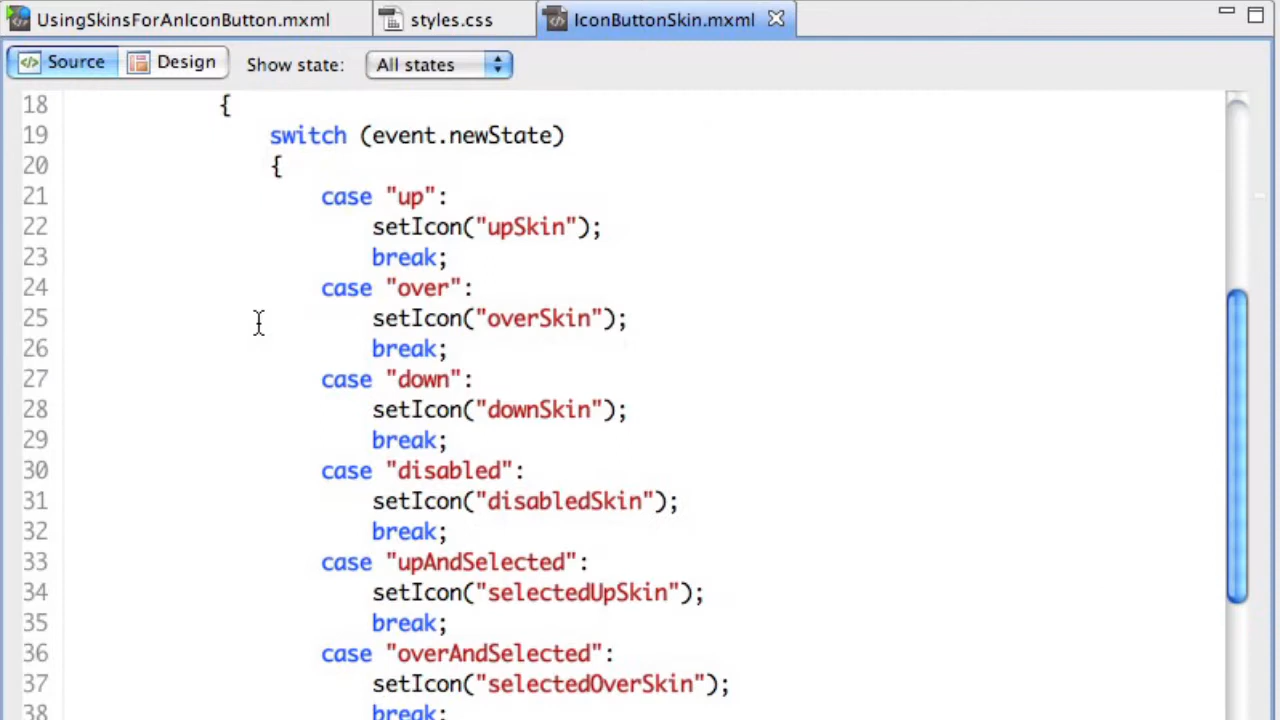 UsingSkinsForAnIconButton.mxml styles.css IconButtonSkin.mxml
Source Design Show state: All states
18 {
19 switch (event.newState)
20 {
21 case "up":
22 setIcon("upSkin");
23 break;
24 case "over":
25 setIcon("overSkin");
26 break;
27 case "down":
28 setIcon("downSkin");
29 break;
30 case "disabled":
31 setIcon("disabledSkin");
32 break;
33 case "upAndSelected":
34 setIcon("selectedUpSkin");
35 break;
36 case "overAndSelected":
37 setIcon("selectedOverSkin");
38 break;